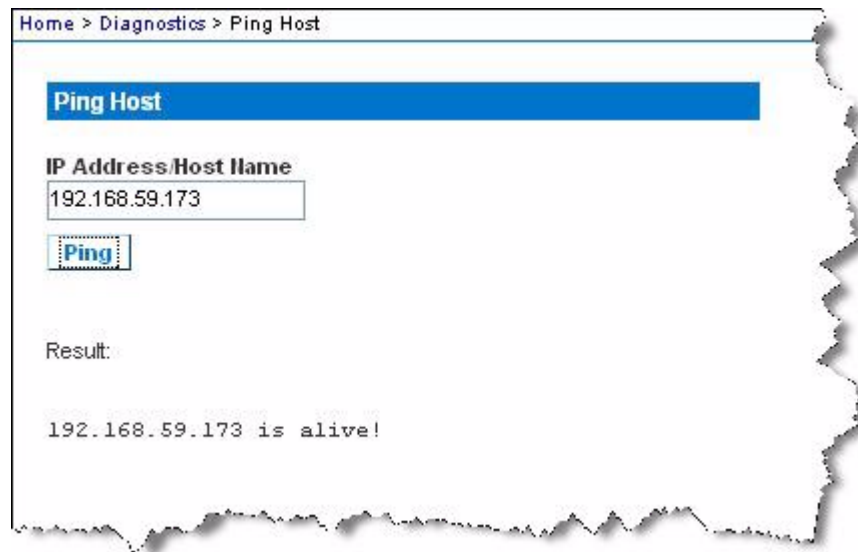 Home > Diagnostics > Ping Host
Ping Host
IP Address/Host Name
192.168.59.173
Ping
Result:
192.168.59.173 is alive!